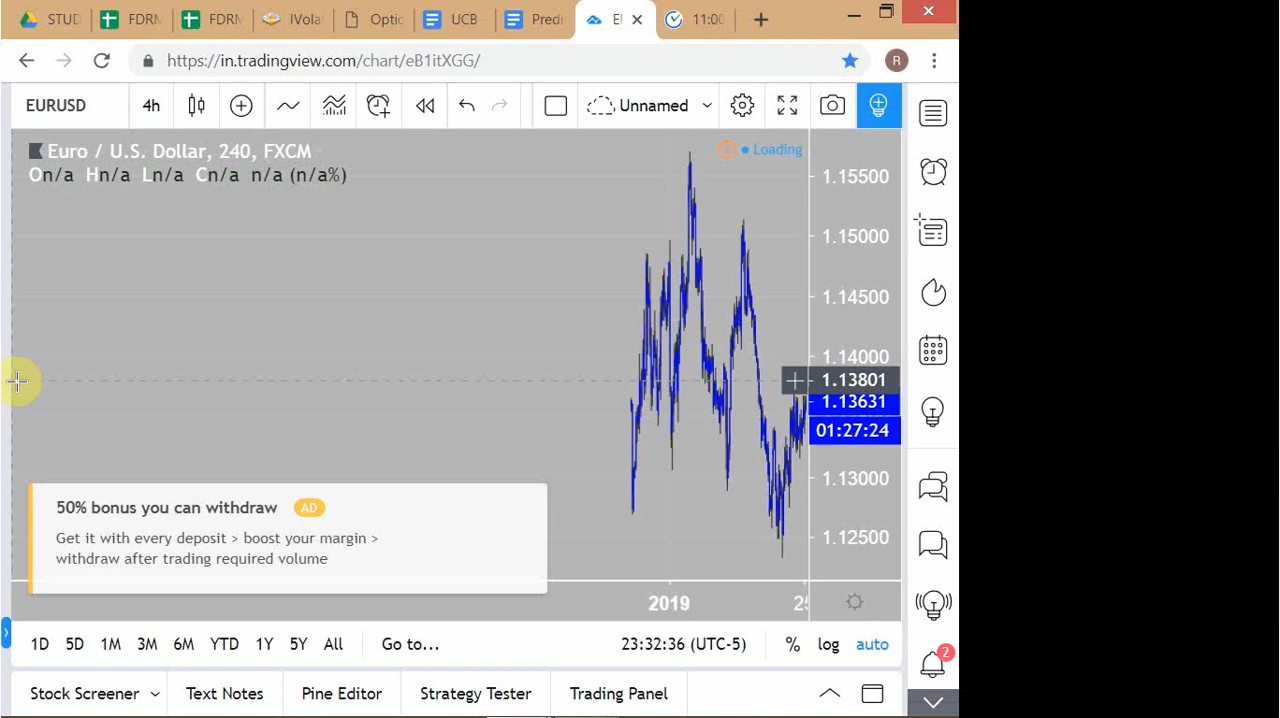 STUD
FDRM
FDRM
IVola
Optic
UCB
Predi
EU
11:00
https://in.tradingview.com/chart/eB1itXGG/
R
EURUSD
4h
Unnamed
Euro / U.S. Dollar, 240, FXCM
Loading
On/a Hn/a Ln/a Cn/a n/a (n/a%)
1.15500
1.15000
1.14500
1.14000
1.13801
1.13631
01:27:24
1.13000
1.12500
50% bonus you can withdraw AD
Get it with every deposit > boost your margin >
withdraw after trading required volume
2019
25
1D 5D 1M 3M 6M YTD 1Y 5Y All Go to... 23:32:36 (UTC-5) % log auto
2
Stock Screener Text Notes Pine Editor Strategy Tester Trading Panel